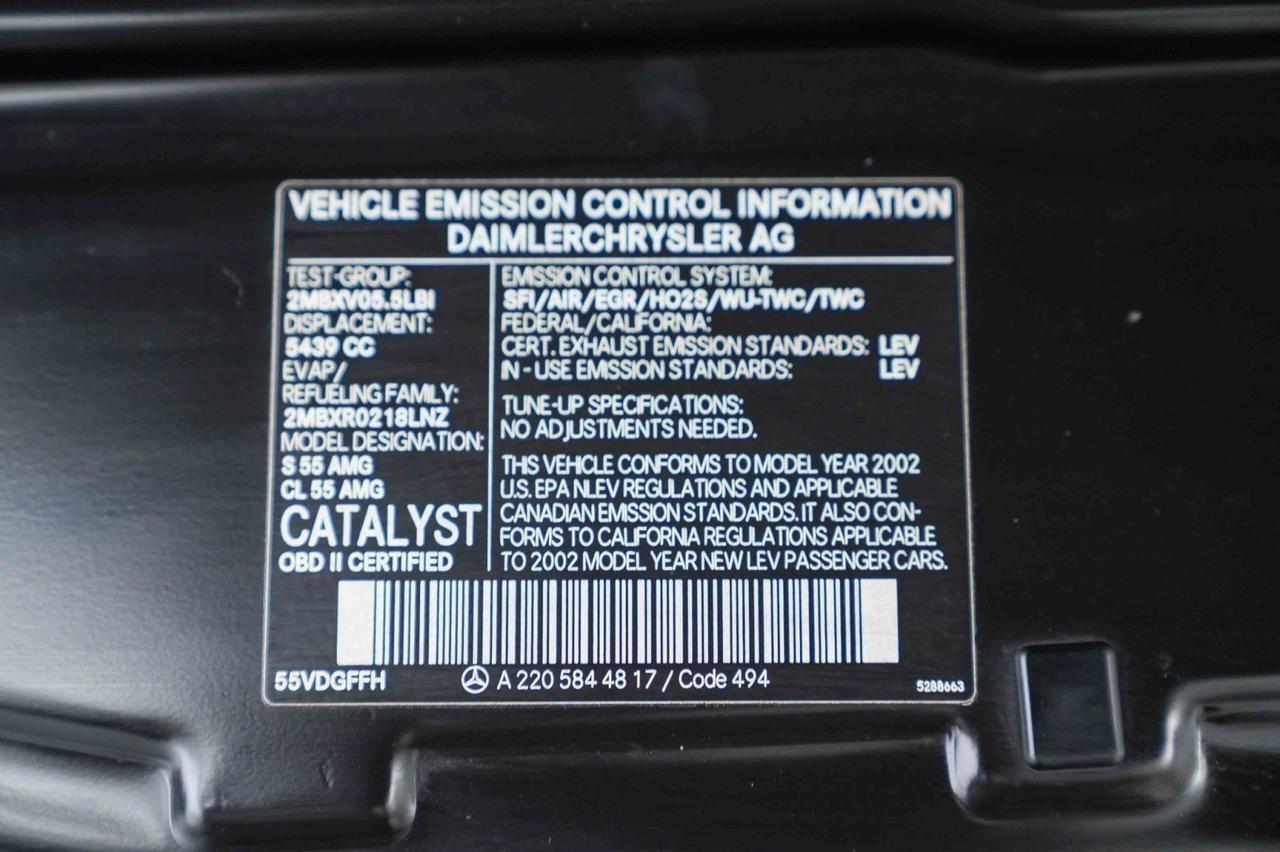 VEHICLE EMISSION CONTROL INFORMATION
DAIMLERCHRYSLER AG
TEST-GROUP:
2MBXV05.5LBI
DISPLACEMENT:
5439 CC
EVAP/
REFUELING FAMILY:
2MBXR0218LNZ
MODEL DESIGNATION:
S 55 AMG
CL 55 AMG
CATALYST
OBD II CERTIFIED
EMISSION CONTROL SYSTEM:
SFI/AIR/EGR/HO2S/WU-TWC/TWC
FEDERAL/CALIFORNIA:
CERT. EXHAUST EMISSION STANDARDS: LEV
IN - USE EMISSION STANDARDS: LEV
TUNE-UP SPECIFICATIONS:
NO ADJUSTMENTS NEEDED.
THIS VEHICLE CONFORMS TO MODEL YEAR 2002
U.S. EPA NLEV REGULATIONS AND APPLICABLE
CANADIAN EMISSION STANDARDS. IT ALSO CON-
FORMS TO CALIFORNIA REGULATIONS APPLICABLE
TO 2002 MODEL YEAR NEW LEV PASSENGER CARS.
55VDGFFH
A 220 584 48 17 / Code 494
5288663